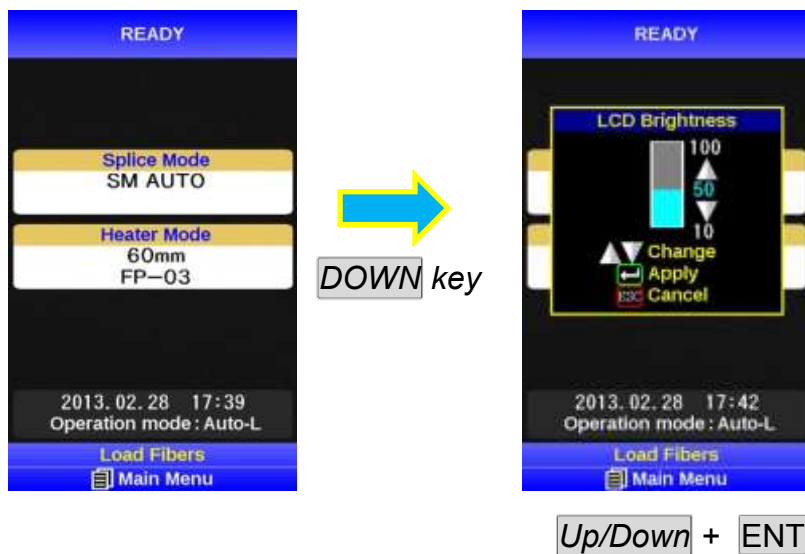 READY
Splice Mode
SM AUTO
Heater Mode
60mm
FP-03
2013.02.28 17:39
Operation mode:Auto-L
Load Fibers
Main Menu
DOWN key
READY
LCD Brightness
100
50
10
Change
Apply
ESC Cancel
2013.02.28 17:42
Operation mode:Auto-L
Load Fibers
Main Menu
Up/Down + ENT